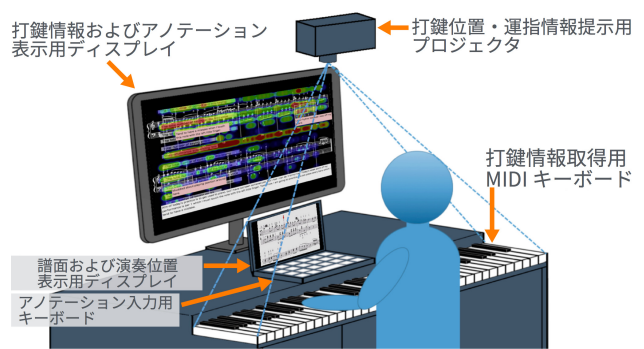 打鍵情報およびアノテーション
表示用ディスプレイ
打鍵位置・運指情報提示用
プロジェクタ
打鍵情報取得用
MIDI キーボード
譜面および演奏位置
表示用ディスプレイ
アノテーション入力用
キーボード